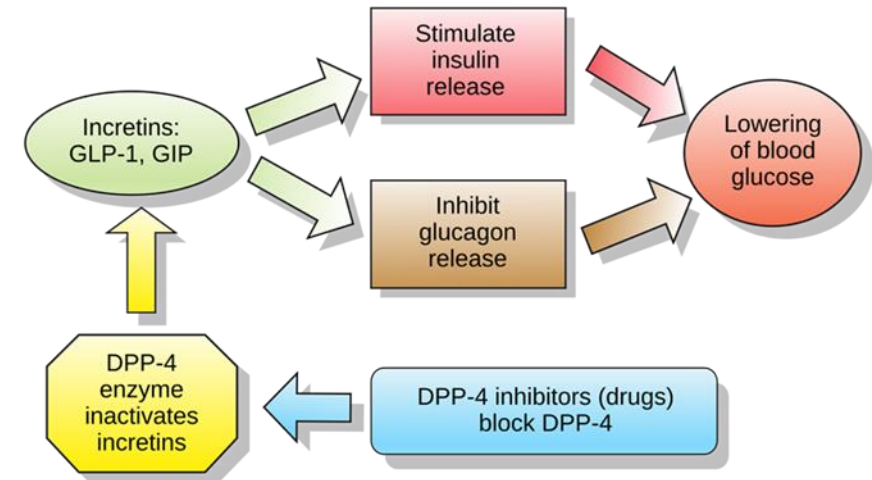 Stimulate
insulin
release
Incretins:
GLP-1, GIP
Lowering
of blood
glucose
Inhibit
glucagon
release
DPP-4
enzyme
inactivates
incretins
DPP-4 inhibitors (drugs)
block DPP-4